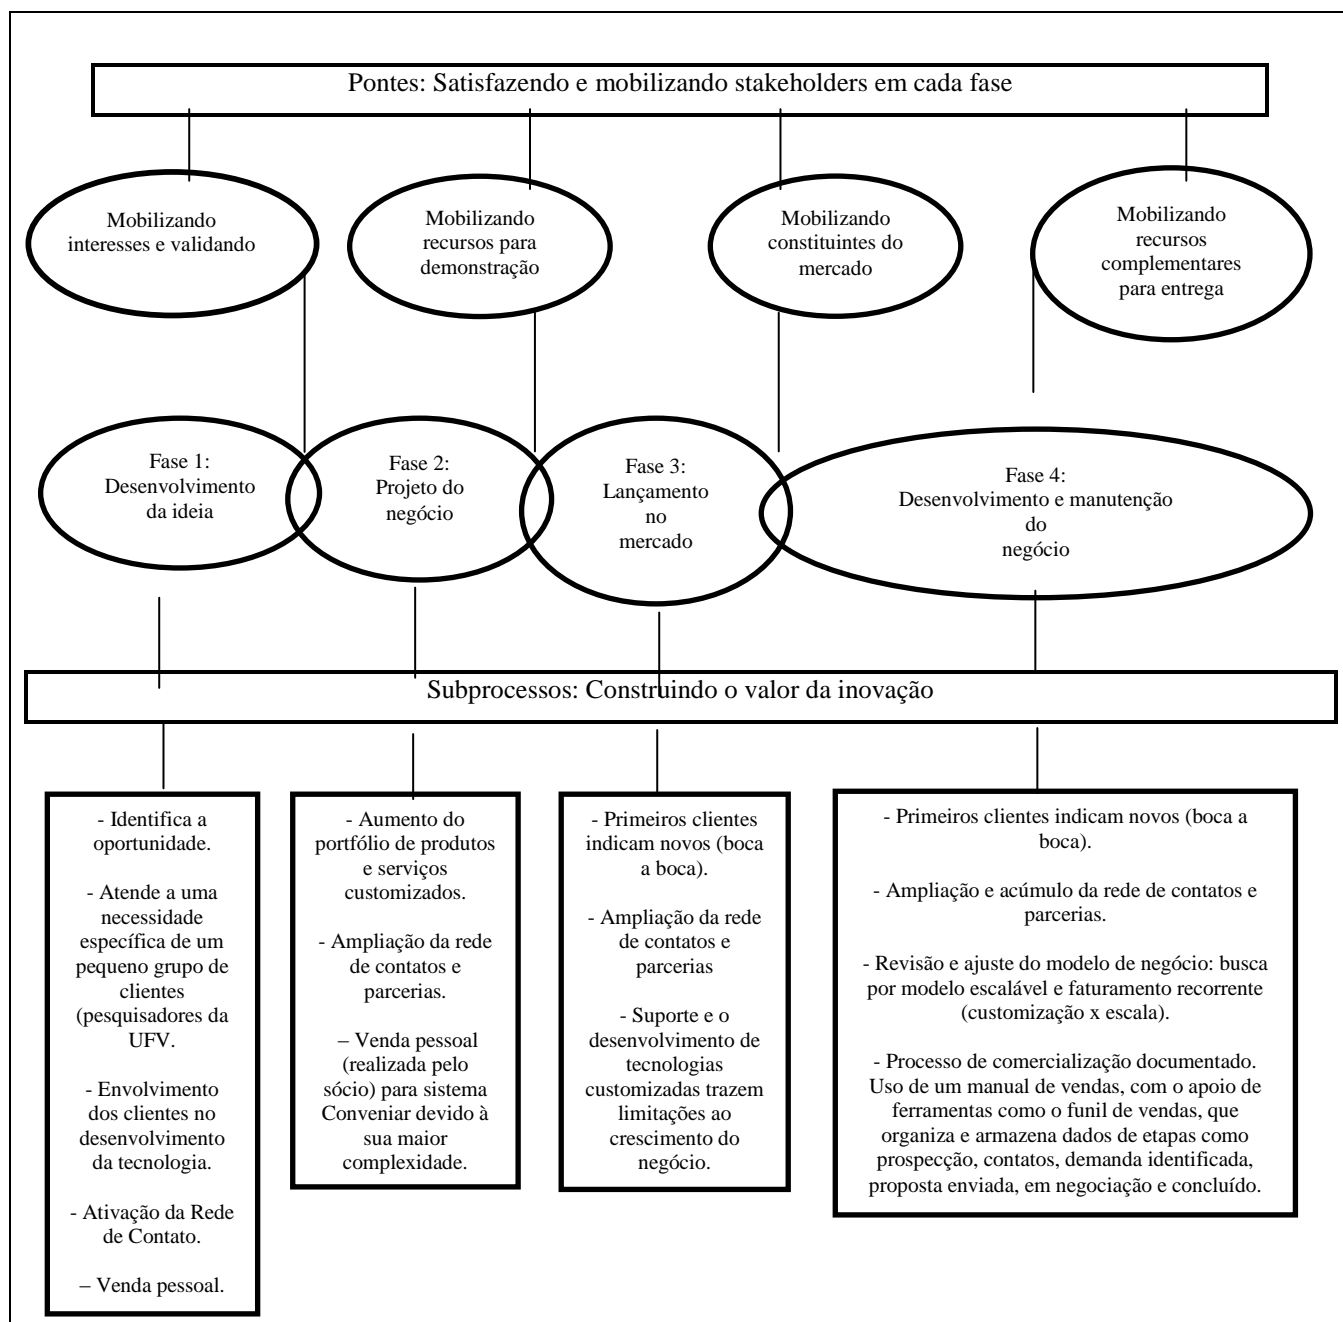 Pontes: Satisfazendo e mobilizando stakeholders em cada fase
Mobilizando
interesses e validando
Mobilizando
recursos para
demonstração
Mobilizando
constituintes do
mercado
Mobilizando
recursos
complementares
para entrega
Fase 1:
Desenvolvimento
da ideia
Fase 2:
Projeto do
negócio
Fase 3:
Lançamento
no
mercado
Fase 4:
Desenvolvimento e manutenção
do
negócio
Subprocessos: Construindo o valor da inovação
- Identifica a
oportunidade.
- Atende a uma
necessidade
específica de um
pequeno grupo de
clientes
(pesquisadores da
UFV.
- Envolvimento
dos clientes no
desenvolvimento
da tecnologia.
- Ativação da Rede
de Contato.
– Venda pessoal.
- Aumento do
portfólio de produtos
e serviços
customizados.
- Ampliação da rede
de contatos e
parcerias.
– Venda pessoal
(realizada pelo
sócio) para sistema
Conveniar devido à
sua maior
complexidade.
- Primeiros clientes
indicam novos (boca
a boca).
- Ampliação da rede
de contatos e
parcerias
- Suporte e o
desenvolvimento de
tecnologias
customizadas trazem
limitações ao
crescimento do
negócio.
- Primeiros clientes indicam novos (boca a
boca).
- Ampliação e acúmulo da rede de contatos e
parcerias.
- Revisão e ajuste do modelo de negócio: busca
por modelo escalável e faturamento recorrente
(customização x escala).
- Processo de comercialização documentado.
Uso de um manual de vendas, com o apoio de
ferramentas como o funil de vendas, que
organiza e armazena dados de etapas como
prospecção, contatos, demanda identificada,
proposta enviada, em negociação e concluído.